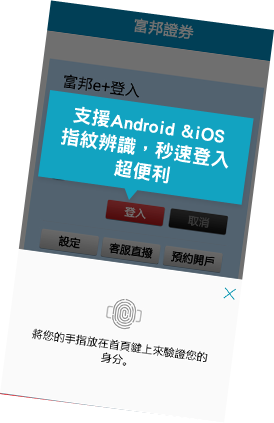 富邦證券
富邦e+登入
支援Android &iOS
指紋辨識，秒速登入
超便利
登入 取消
設定 客服直撥 預約開戶
將您的手指放在首頁鍵上來驗證您的
身分。